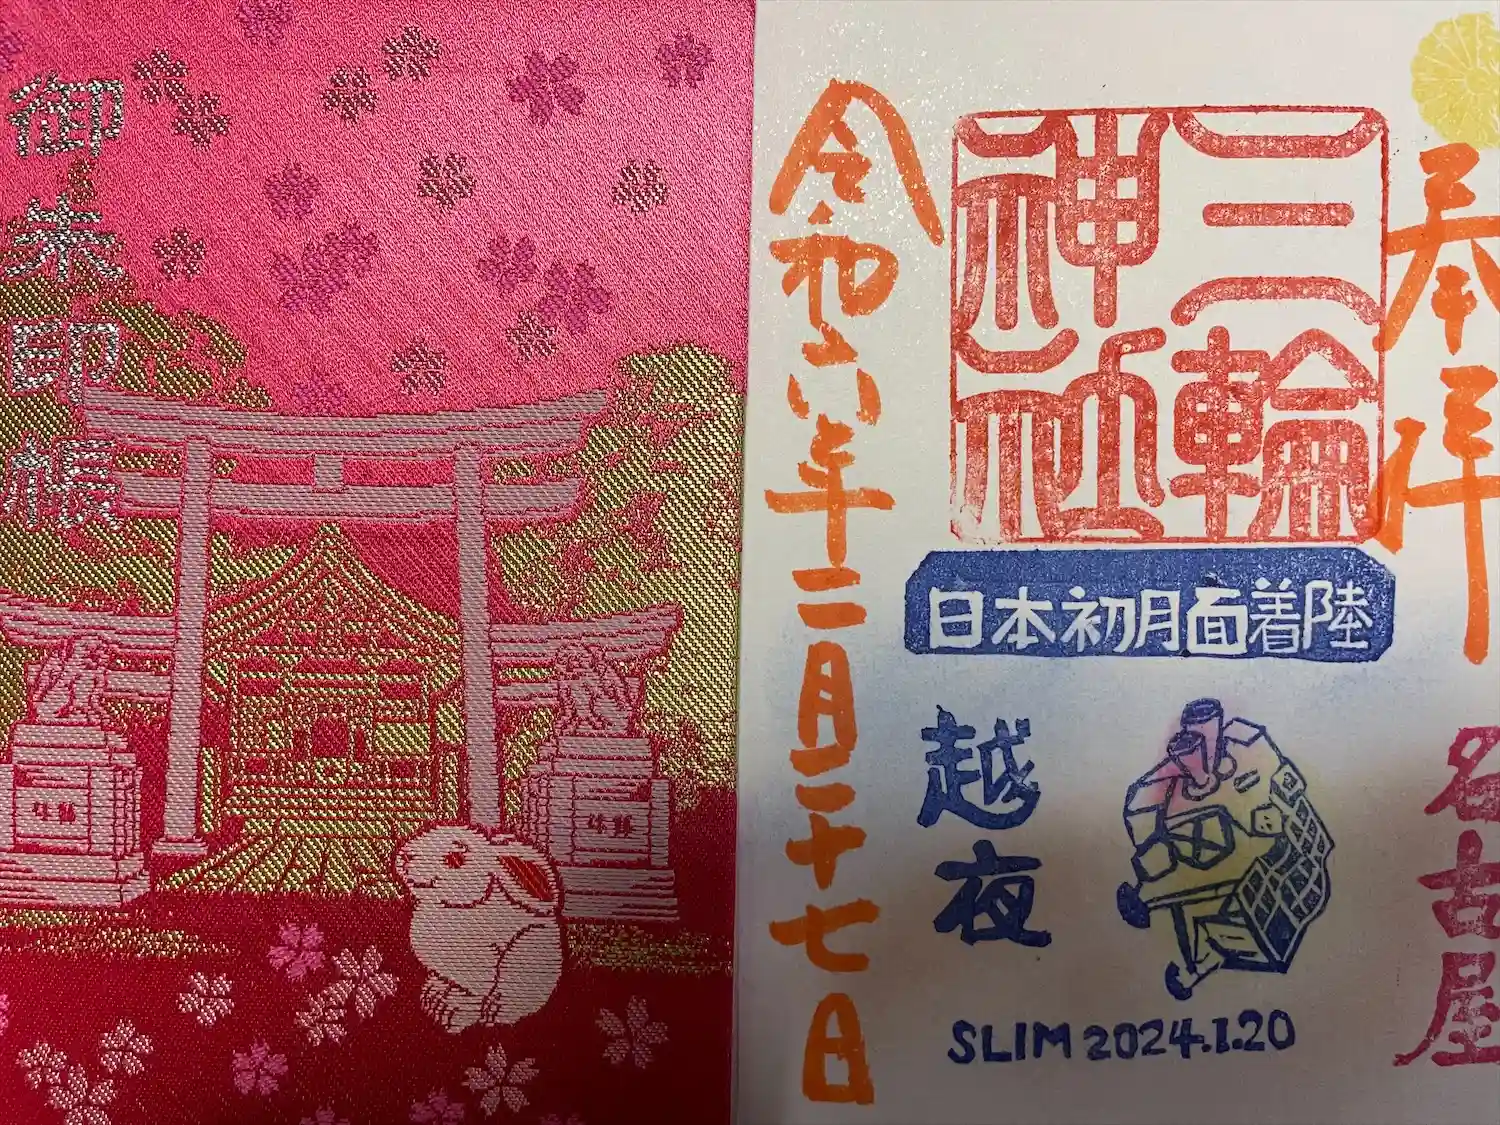 御朱印帳
奉拝
名古屋
三輪
神社
日本初月面着陸
越夜
SLIM 2024.1.20
令和六年二月二十七日